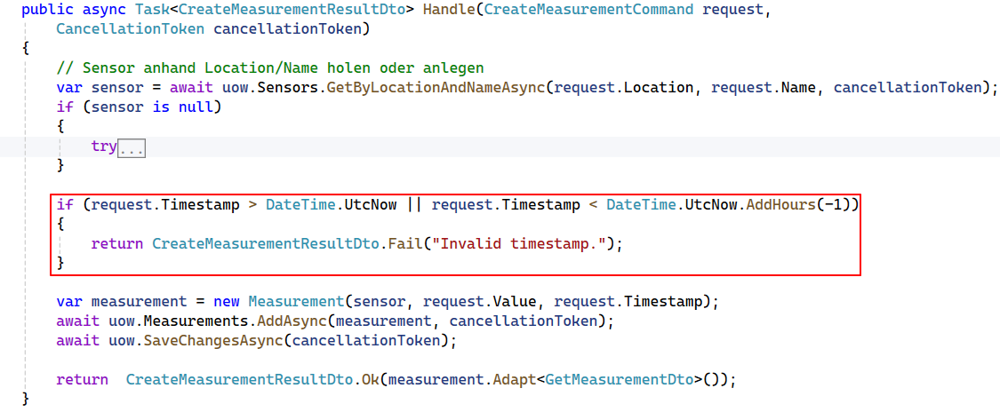 public async Task<CreateMeasurementResultDto> Handle(CreateMeasurementCommand request,
    CancellationToken cancellationToken)
{
    // Sensor anhand Location/Name holen oder anlegen
    var sensor = await uow.Sensors.GetByLocationAndNameAsync(request.Location, request.Name, cancellationToken);
    if (sensor is null)
    {
        try...
    }
    if (request.Timestamp > DateTime.UtcNow || request.Timestamp < DateTime.UtcNow.AddHours(-1))
    {
        return CreateMeasurementResultDto.Fail("Invalid timestamp.");
    }
    var measurement = new Measurement(sensor, request.Value, request.Timestamp);
    await uow.Measurements.AddAsync(measurement, cancellationToken);
    await uow.SaveChangesAsync(cancellationToken);
    return  CreateMeasurementResultDto.Ok(measurement.Adapt<GetMeasurementDto>());
}